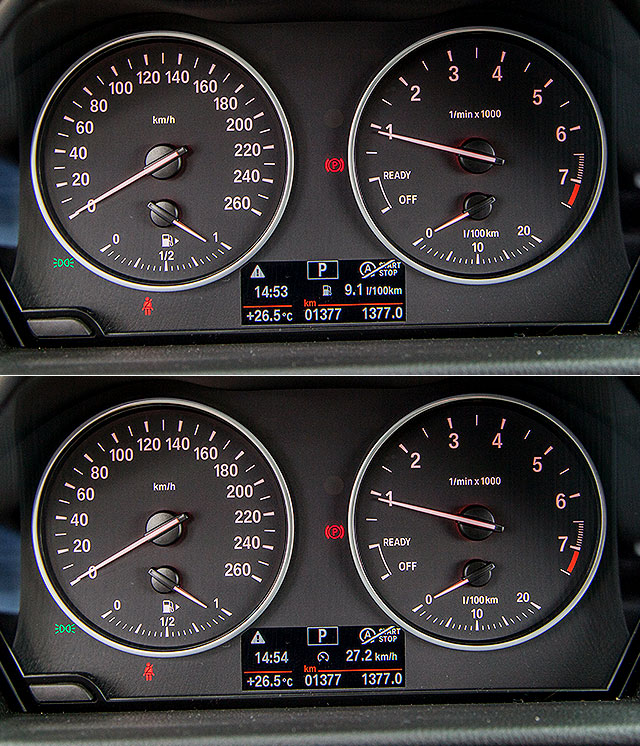 100 120 140 160
80 180
60 km/h 200
40 220
20 240
0 260
0 1/2 1
3 4
2 5
1/min x 1000
1 6
7
READY
OFF
0 l/100km 20
10
(P)
P
A START
STOP
14:53 9.1 l/100km
km
+26.5°C 01377 1377.0
100 120 140 160
80 180
60 km/h 200
40 220
20 240
0 260
0 1/2 1
3 4
2 5
1/min x 1000
1 6
7
READY
OFF
0 l/100km 20
10
(P)
P
A START
STOP
14:54 27.2 km/h
km
+26.5°C 01377 1377.0